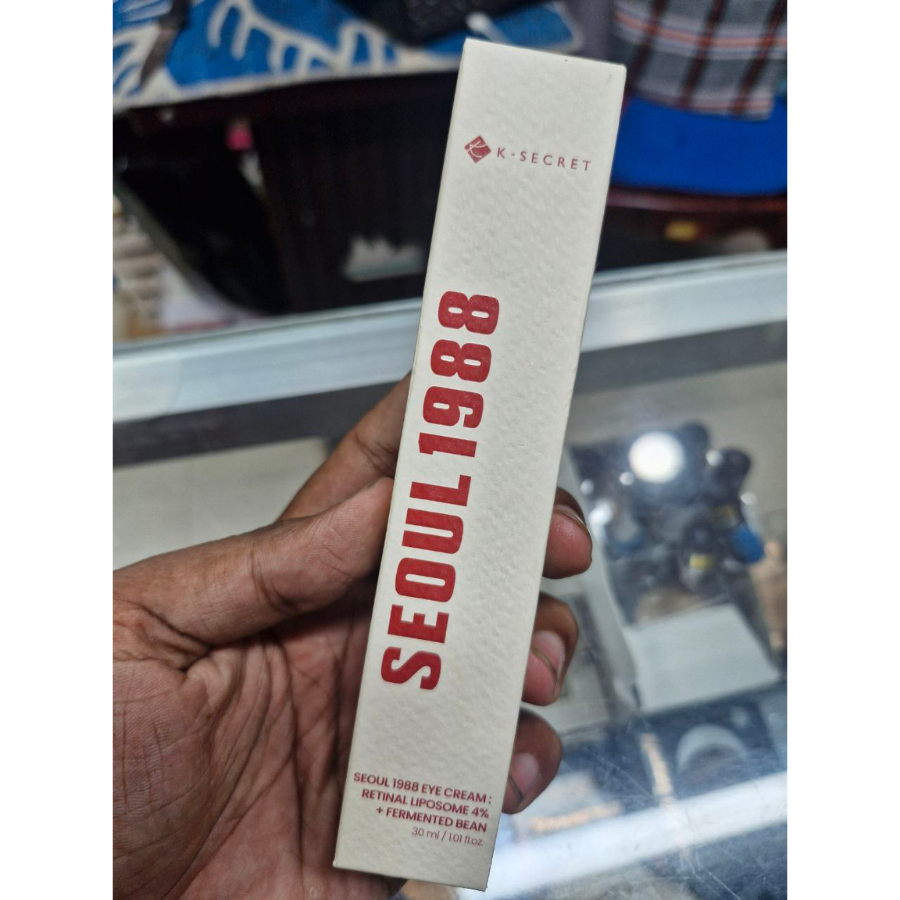 K-SECRET
SEOUL 1988
SEOUL 1988 EYE CREAM :
RETINAL LIPOSOME 4%
+ FERMENTED BEAN
30 ml / 1.01 fl.oz.